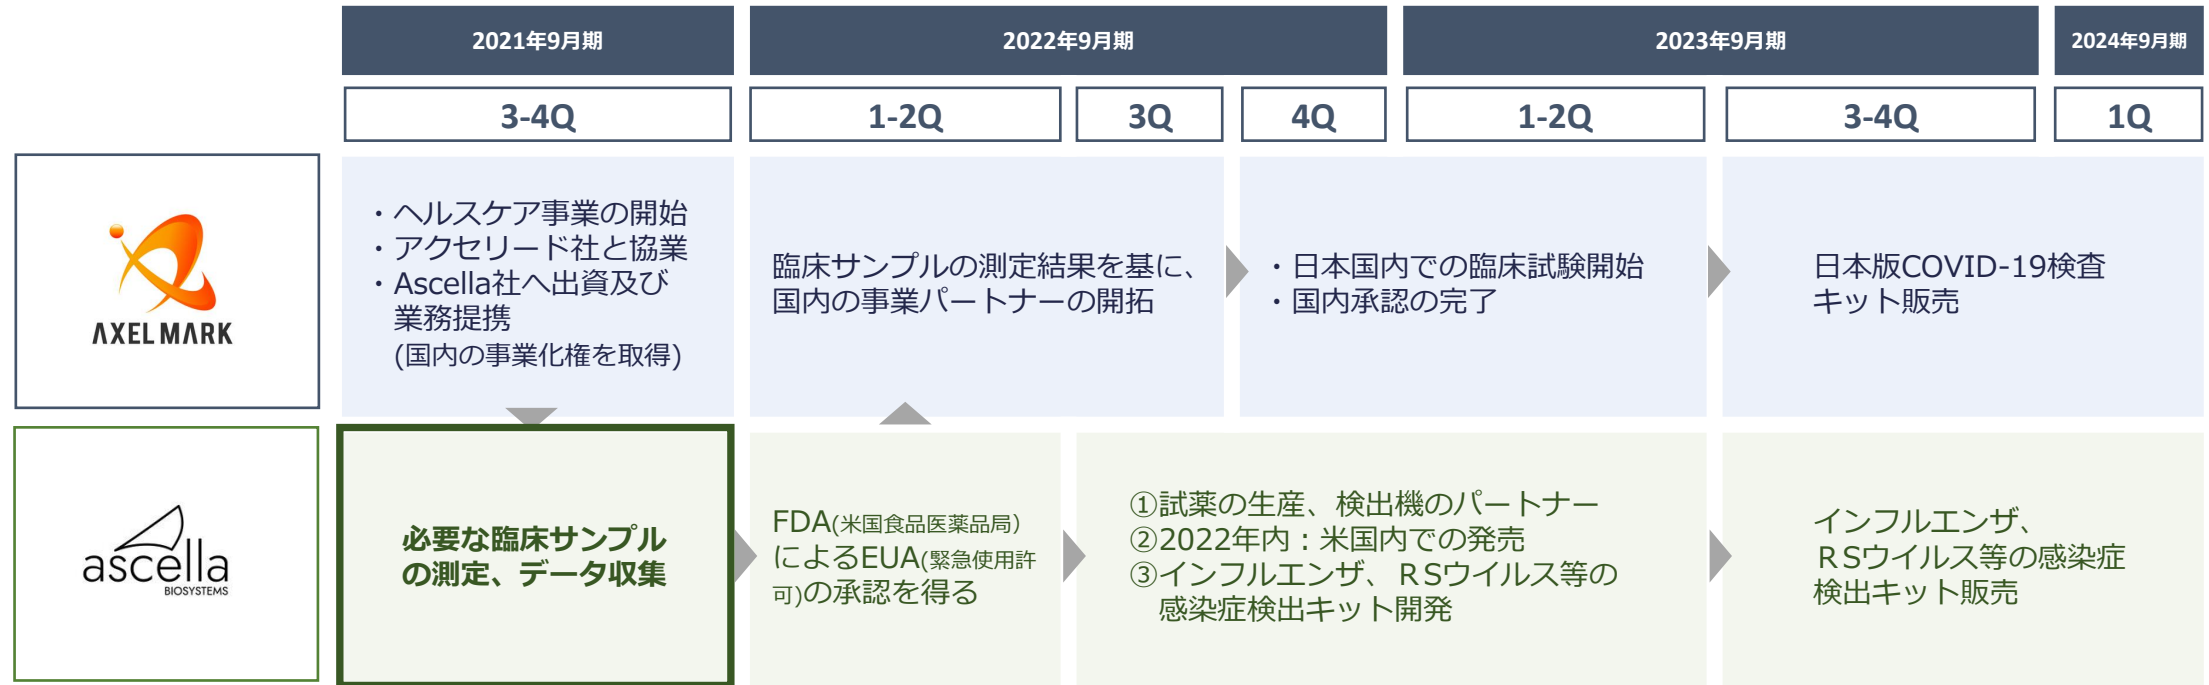 2021年9月期
2022年9月期
2023年9月期
2024年9月期
3-4Q
1-2Q
3Q
4Q
1-2Q
3-4Q
1Q
AXELMARK
・ヘルスケア事業の開始
・アクセリード社と協業
・Ascella社へ出資及び
業務提携
(国内の事業化権を取得)
臨床サンプルの測定結果を基に、
国内の事業パートナーの開拓
・日本国内での臨床試験開始
・国内承認の完了
日本版COVID-19検査
キット販売
ascella
BIOSYSTEMS
必要な臨床サンプル
の測定、データ収集
FDA(米国食品医薬品局）
によるEUA(緊急使用許
可)の承認を得る
①試薬の生産、検出機のパートナー
②2022年内：米国内での発売
③インフルエンザ、ＲSウイルス等の
感染症検出キット開発
インフルエンザ、
ＲSウイルス等の感染症
検出キット販売